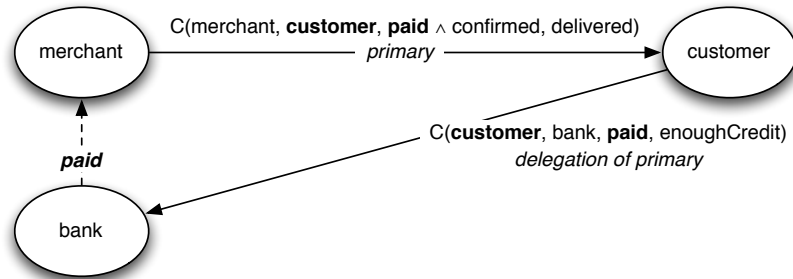 C(merchant, customer, paid ∧ confirmed, delivered)
merchant
primary
customer
C(customer, bank, paid, enoughCredit)
delegation of primary
paid
bank